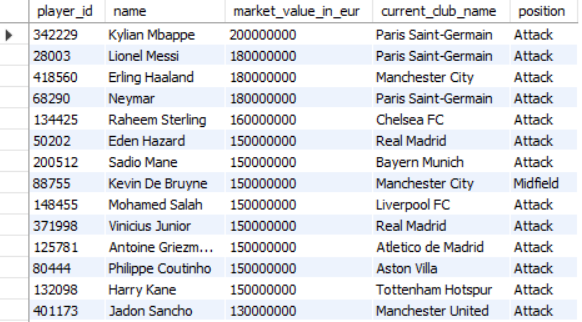 player_id name market_value_in_eur current_club_name position
342229 Kylian Mbappe 200000000 Paris Saint-Germain Attack
28003 Lionel Messi 180000000 Paris Saint-Germain Attack
418560 Erling Haaland 180000000 Manchester City Attack
68290 Neymar 180000000 Paris Saint-Germain Attack
134425 Raheem Sterling 160000000 Chelsea FC Attack
50202 Eden Hazard 150000000 Real Madrid Attack
200512 Sadio Mane 150000000 Bayern Munich Attack
88755 Kevin De Bruyne 150000000 Manchester City Midfield
148455 Mohamed Salah 150000000 Liverpool FC Attack
371998 Vinicius Junior 150000000 Real Madrid Attack
125781 Antoine Griezm... 150000000 Atletico de Madrid Attack
80444 Philippe Coutinho 150000000 Aston Villa Attack
132098 Harry Kane 150000000 Tottenham Hotspur Attack
401173 Jadon Sancho 130000000 Manchester United Attack